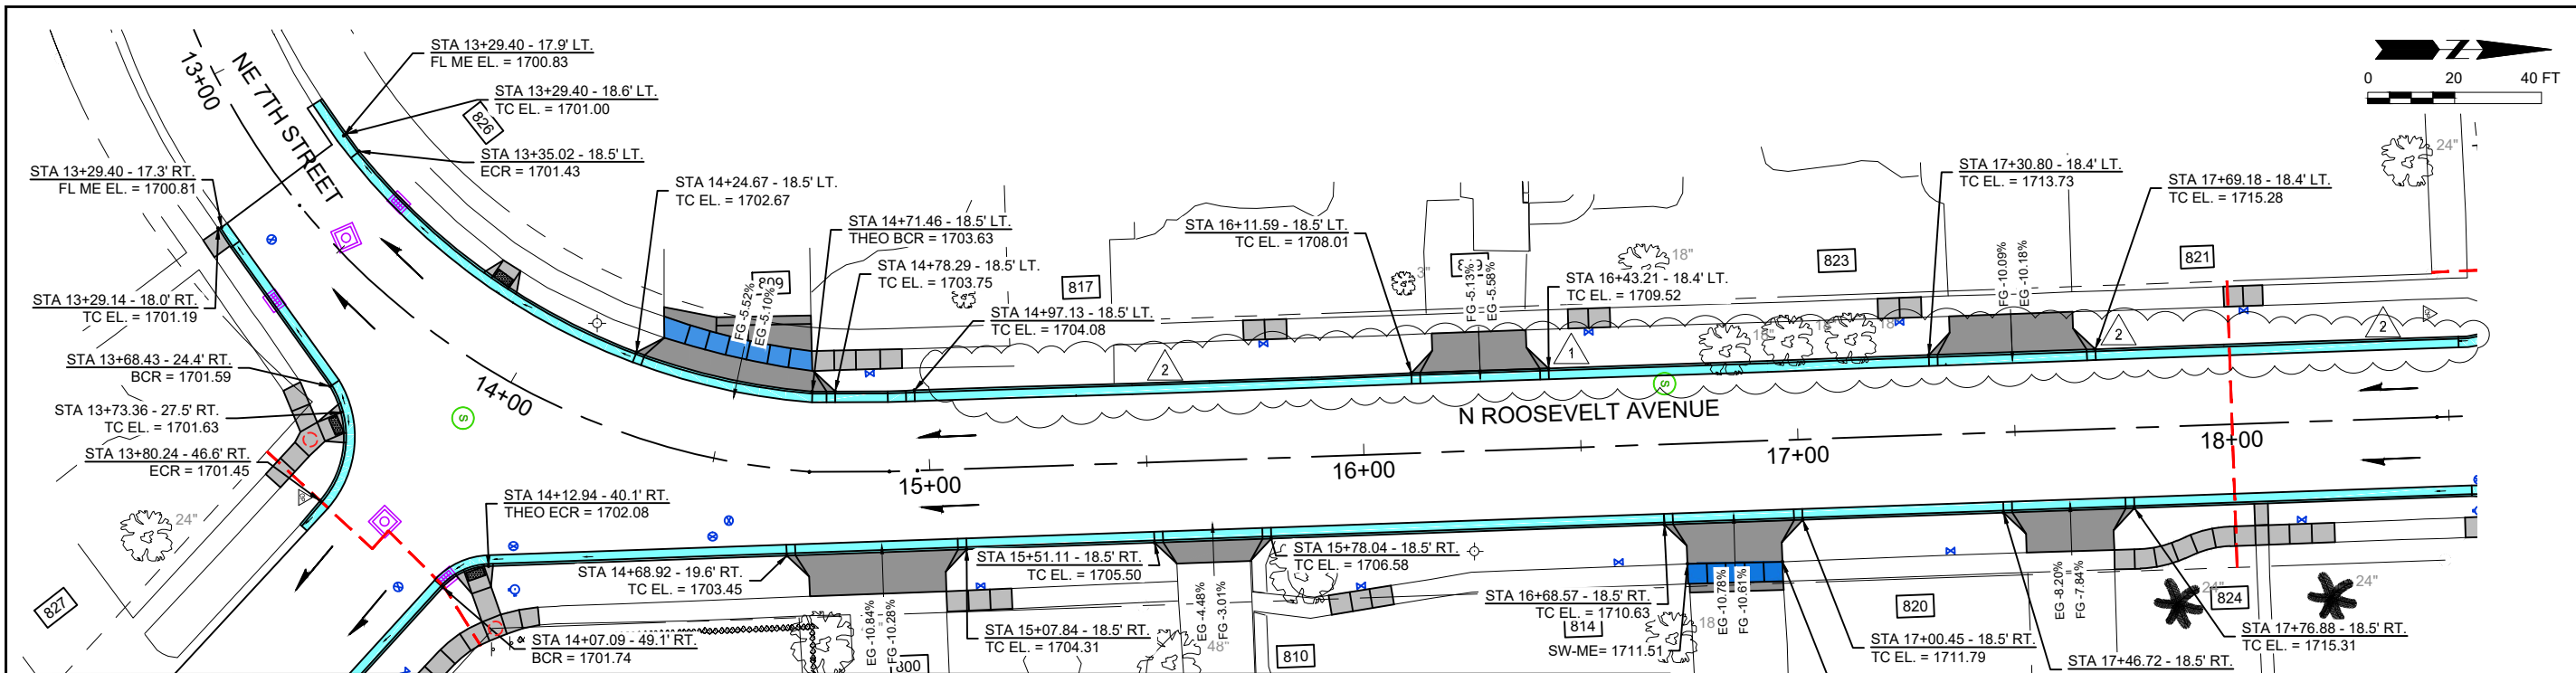 STA 13+29.40 - 17.9' LT.
FL ME EL. = 1700.83
STA 13+29.40 - 18.6' LT.
TC EL. = 1701.00
826
STA 13+35.02 - 18.5' LT.
ECR = 1701.43
13+00
NE 7TH STREET
STA 13+29.40 - 17.3' RT.
FL ME EL. = 1700.81
STA 13+29.14 - 18.0' RT.
TC EL. = 1701.19
STA 13+68.43 - 24.4' RT.
BCR = 1701.59
STA 13+73.36 - 27.5' RT.
TC EL. = 1701.63
STA 13+80.24 - 46.6' RT.
ECR = 1701.45
24"
827
S
14+00
STA 14+24.67 - 18.5' LT.
TC EL. = 1702.67
STA 14+71.46 - 18.5' LT.
THEO BCR = 1703.63
STA 14+78.29 - 18.5' LT.
TC EL. = 1703.75
STA 14+97.13 - 18.5' LT.
TC EL. = 1704.08
809
FG -5.52%
EG -5.10%
817
2
STA 16+11.59 - 18.5' LT.
TC EL. = 1708.01
3"
FG -5.13%
EG -5.58%
18"
STA 16+43.21 - 18.4' LT.
TC EL. = 1709.52
1
S
18"
18"
18"
823
STA 17+30.80 - 18.4' LT.
TC EL. = 1713.73
FG -10.09%
EG -10.18%
STA 17+69.18 - 18.4' LT.
TC EL. = 1715.28
821
2
2
24"
0 20 40 FT
N ROOSEVELT AVENUE
15+00
16+00
17+00
18+00
STA 14+12.94 - 40.1' RT.
THEO ECR = 1702.08
STA 14+07.09 - 49.1' RT.
BCR = 1701.74
STA 14+68.92 - 19.6' RT.
TC EL. = 1703.45
EG -10.84%
FG -10.28%
800
STA 15+07.84 - 18.5' RT.
TC EL. = 1704.31
STA 15+51.11 - 18.5' RT.
TC EL. = 1705.50
EG -4.48%
FG -3.01%
48"
STA 15+78.04 - 18.5' RT.
TC EL. = 1706.58
810
STA 16+68.57 - 18.5' RT.
TC EL. = 1710.63
814
SW-ME= 1711.51
18
EG -10.78%
FG -10.61%
STA 17+00.45 - 18.5' RT.
TC EL. = 1711.79
820
EG -8.20%
FG -7.84%
STA 17+46.72 - 18.5' RT.
24"
824
24"
STA 17+76.88 - 18.5' RT.
TC EL. = 1715.31